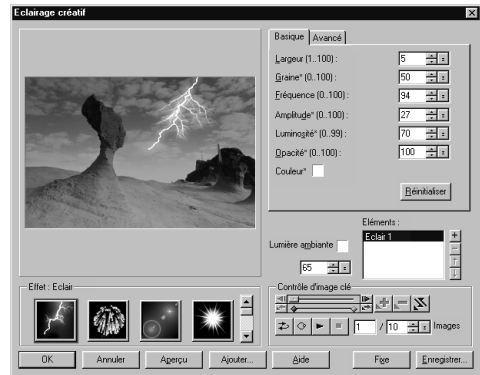 Eclairage créatif
Basique
Avancé
Largeur (1..100) :
5
Graine* (0..100) :
50
Fréquence (0..100) :
94
Amplitude* (0..100) :
27
Luminosité* (0..99) :
70
Opacité* (0..100) :
100
Couleur*
Réinitialiser
Eléments :
Eclair 1
Lumière ambiante
65
Effet : Eclair
Contrôle d'image clé
1 / 10 Images
OK
Annuler
Aperçu
Ajouter...
Aide
Fixe
Enregistrer...